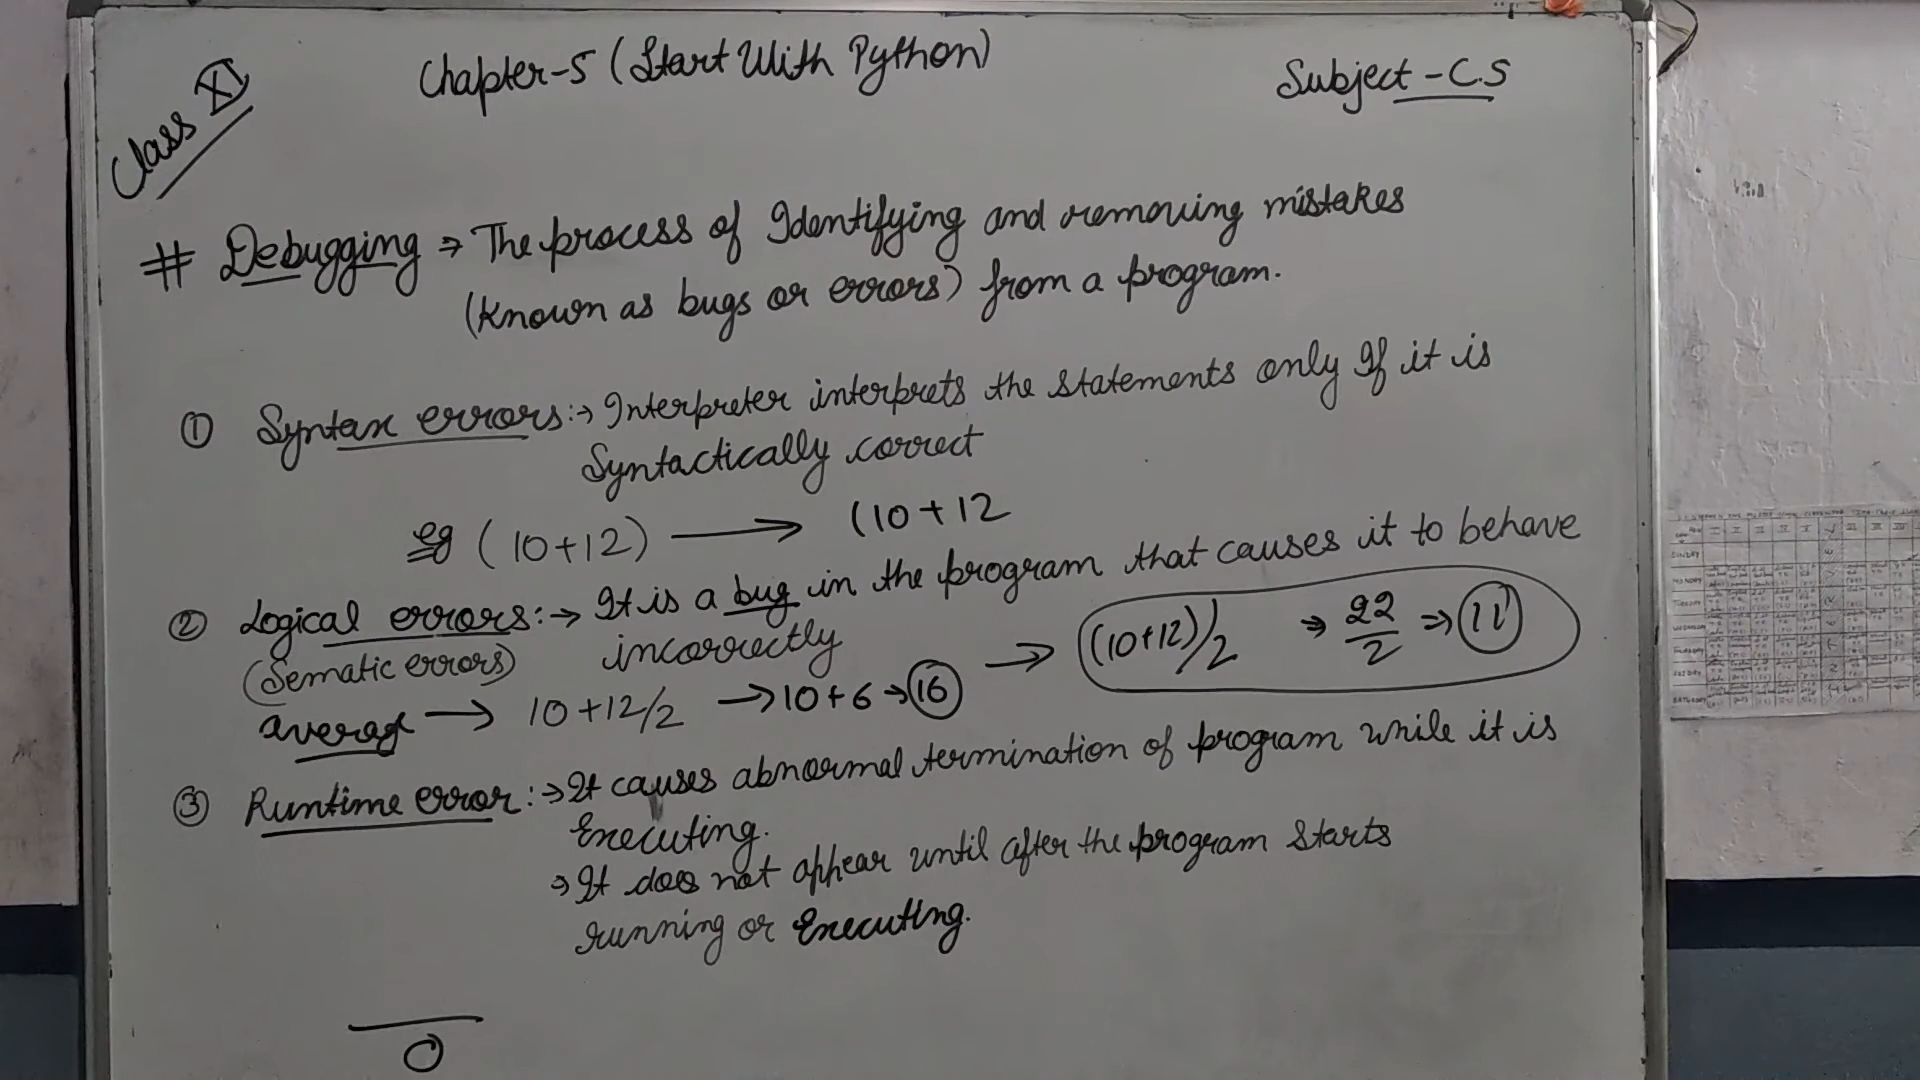 Class XI
Chapter-5 (Start With Python)
Subject - C.S
# Debugging ⇒ The process of Identifying and removing mistakes
(Known as bugs or errors) from a program.
① Syntax errors :→ Interpreter interprets the statements only If it is
Syntactically correct
eg (10+12) → (10+12
② Logical errors :→ It is a bug in the program that causes it to behave
(Sematic errors) incorrectly
average → 10+12/2 → 10+6 → 16 → (10+12)/2 ⇒ 22/2 ⇒ 11
③ Runtime error :→ It causes abnormal termination of program while it is
Executing.
⇒ It does not appear until after the program Starts
running or Executing.
0